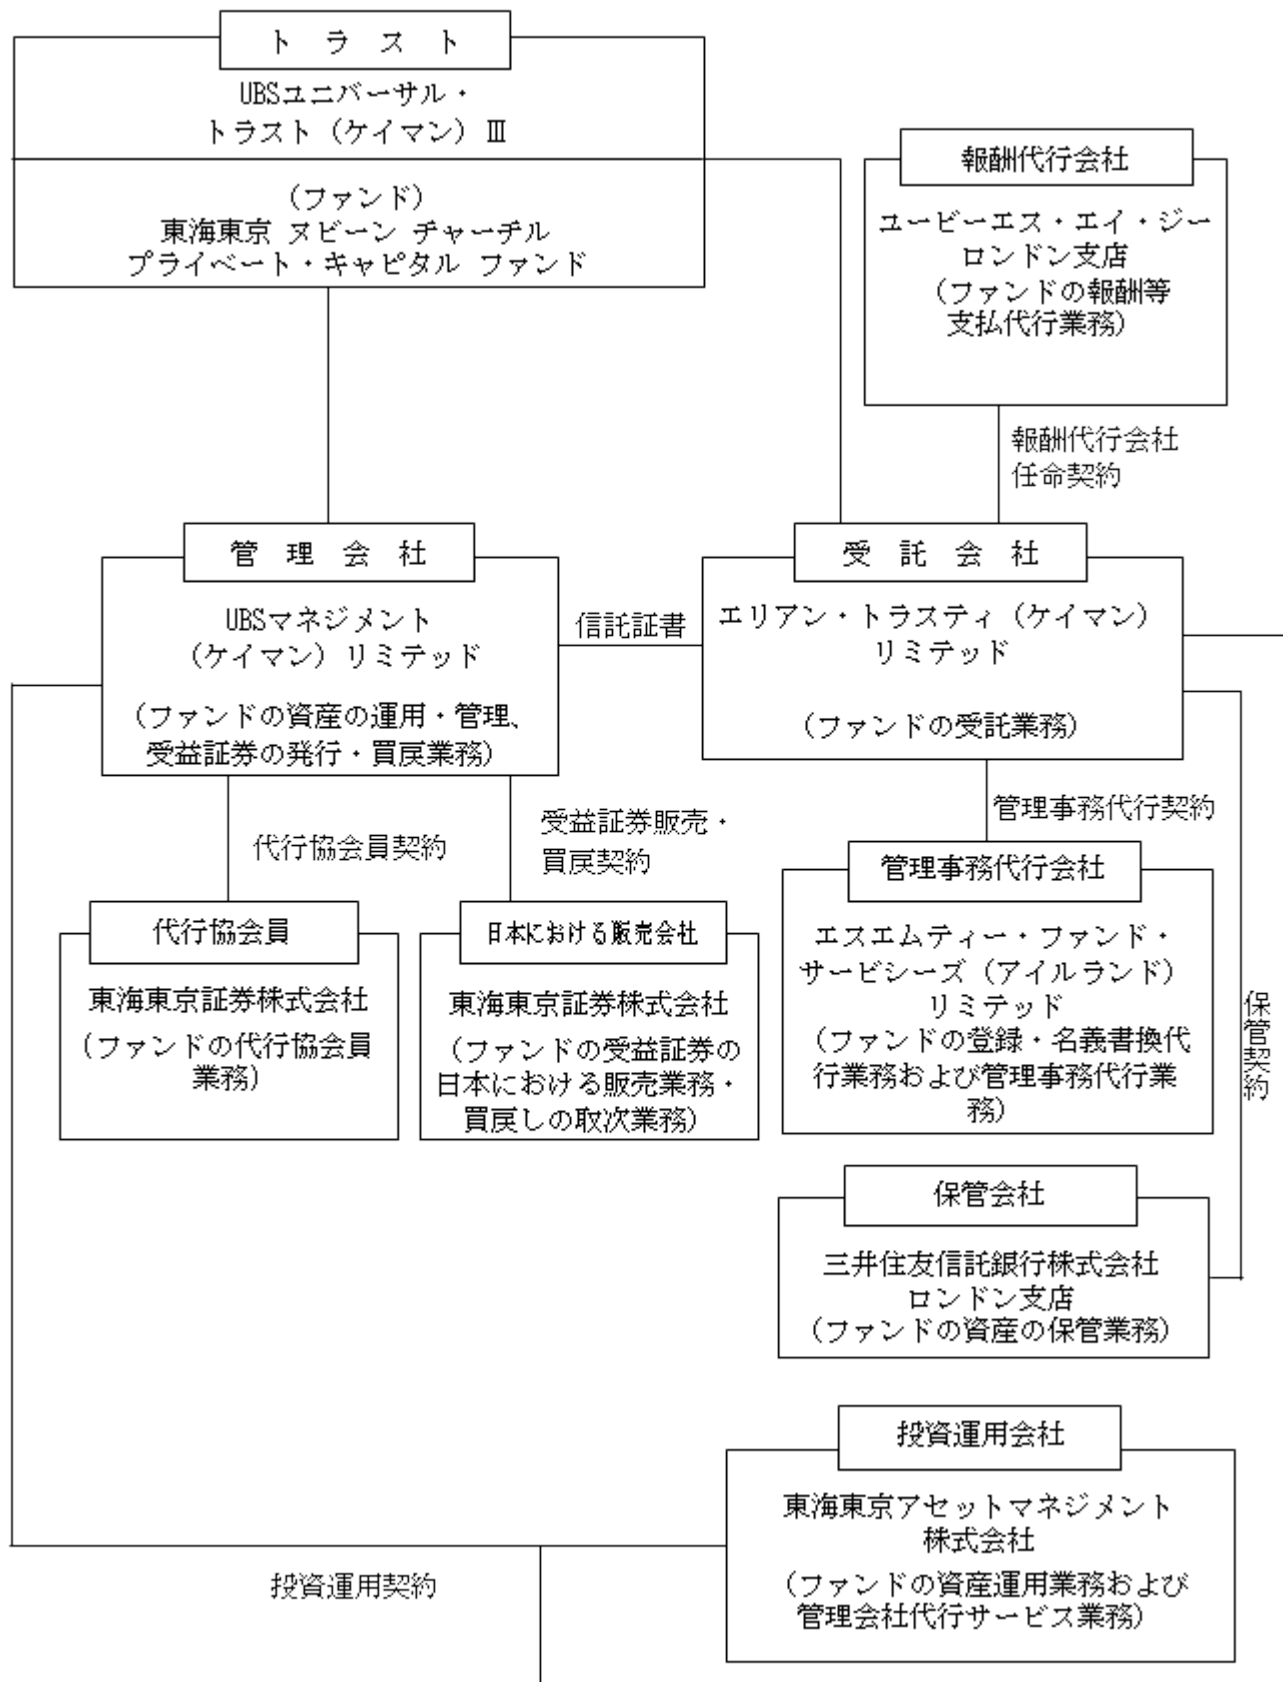 トラスト
UBSユニバーサル・
トラスト（ケイマン）Ⅲ
（ファンド）
東海東京 ヌビーン チャーチル
プライベート・キャピタル ファンド
報酬代行会社
ユービーエス・エイ・ジー
ロンドン支店
（ファンドの報酬等
支払代行業務）
報酬代行会社
任命契約
管理会社
UBSマネジメント
（ケイマン）リミテッド
（ファンドの資産の運用・管理、
受益証券の発行・買戻業務）
信託証書
受託会社
エリアン・トラスティ（ケイマン）
リミテッド
（ファンドの受託業務）
代行協会員契約
受益証券販売・
買戻契約
管理事務代行契約
代行協会員
東海東京証券株式会社
（ファンドの代行協会員
業務）
日本における販売会社
東海東京証券株式会社
（ファンドの受益証券の
日本における販売業務・
買戻しの取次業務）
管理事務代行会社
エスエムティー・ファンド・
サービシーズ（アイルランド）
リミテッド
（ファンドの登録・名義書換代
行業務および管理事務代行業
務）
保管契約
保管会社
三井住友信託銀行株式会社
ロンドン支店
（ファンドの資産の保管業務）
投資運用会社
東海東京アセットマネジメント
株式会社
（ファンドの資産運用業務および
管理会社代行サービス業務）
投資運用契約